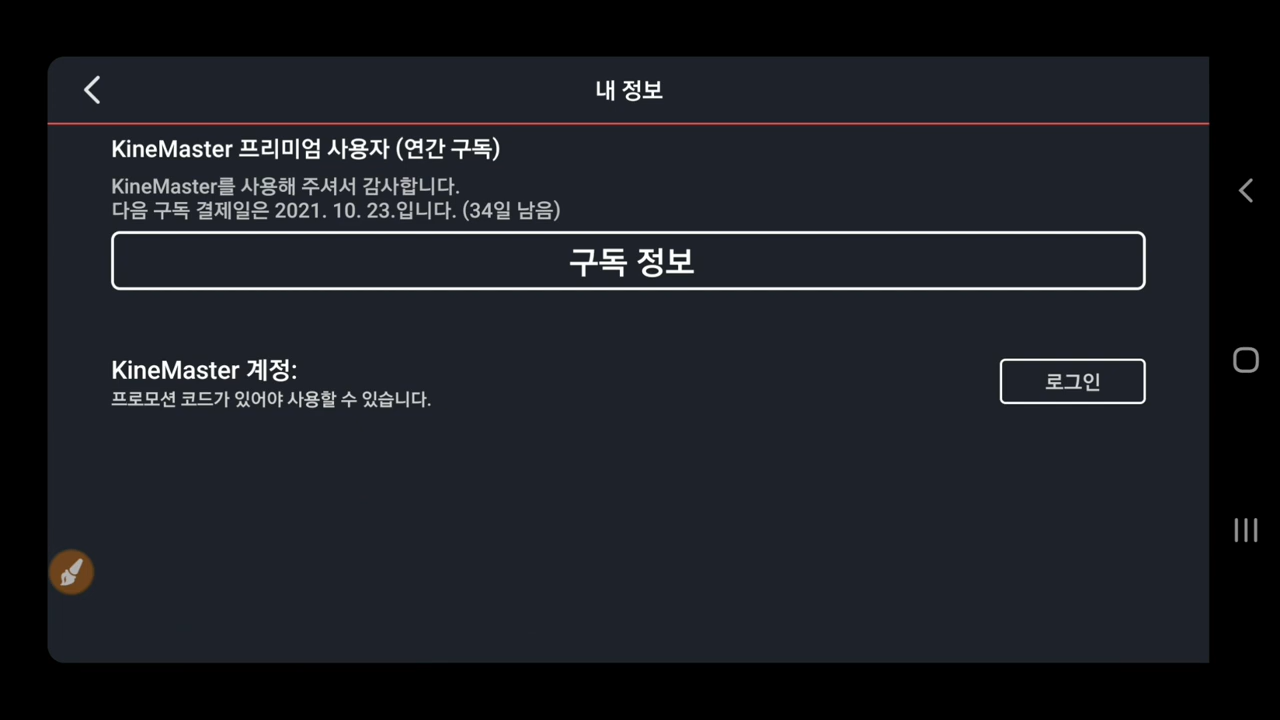 내 정보
KineMaster 프리미엄 사용자 (연간 구독)
KineMaster를 사용해 주셔서 감사합니다.
다음 구독 결제일은 2021. 10. 23.입니다. (34일 남음)
구독 정보
KineMaster 계정:
프로모션 코드가 있어야 사용할 수 있습니다.
로그인